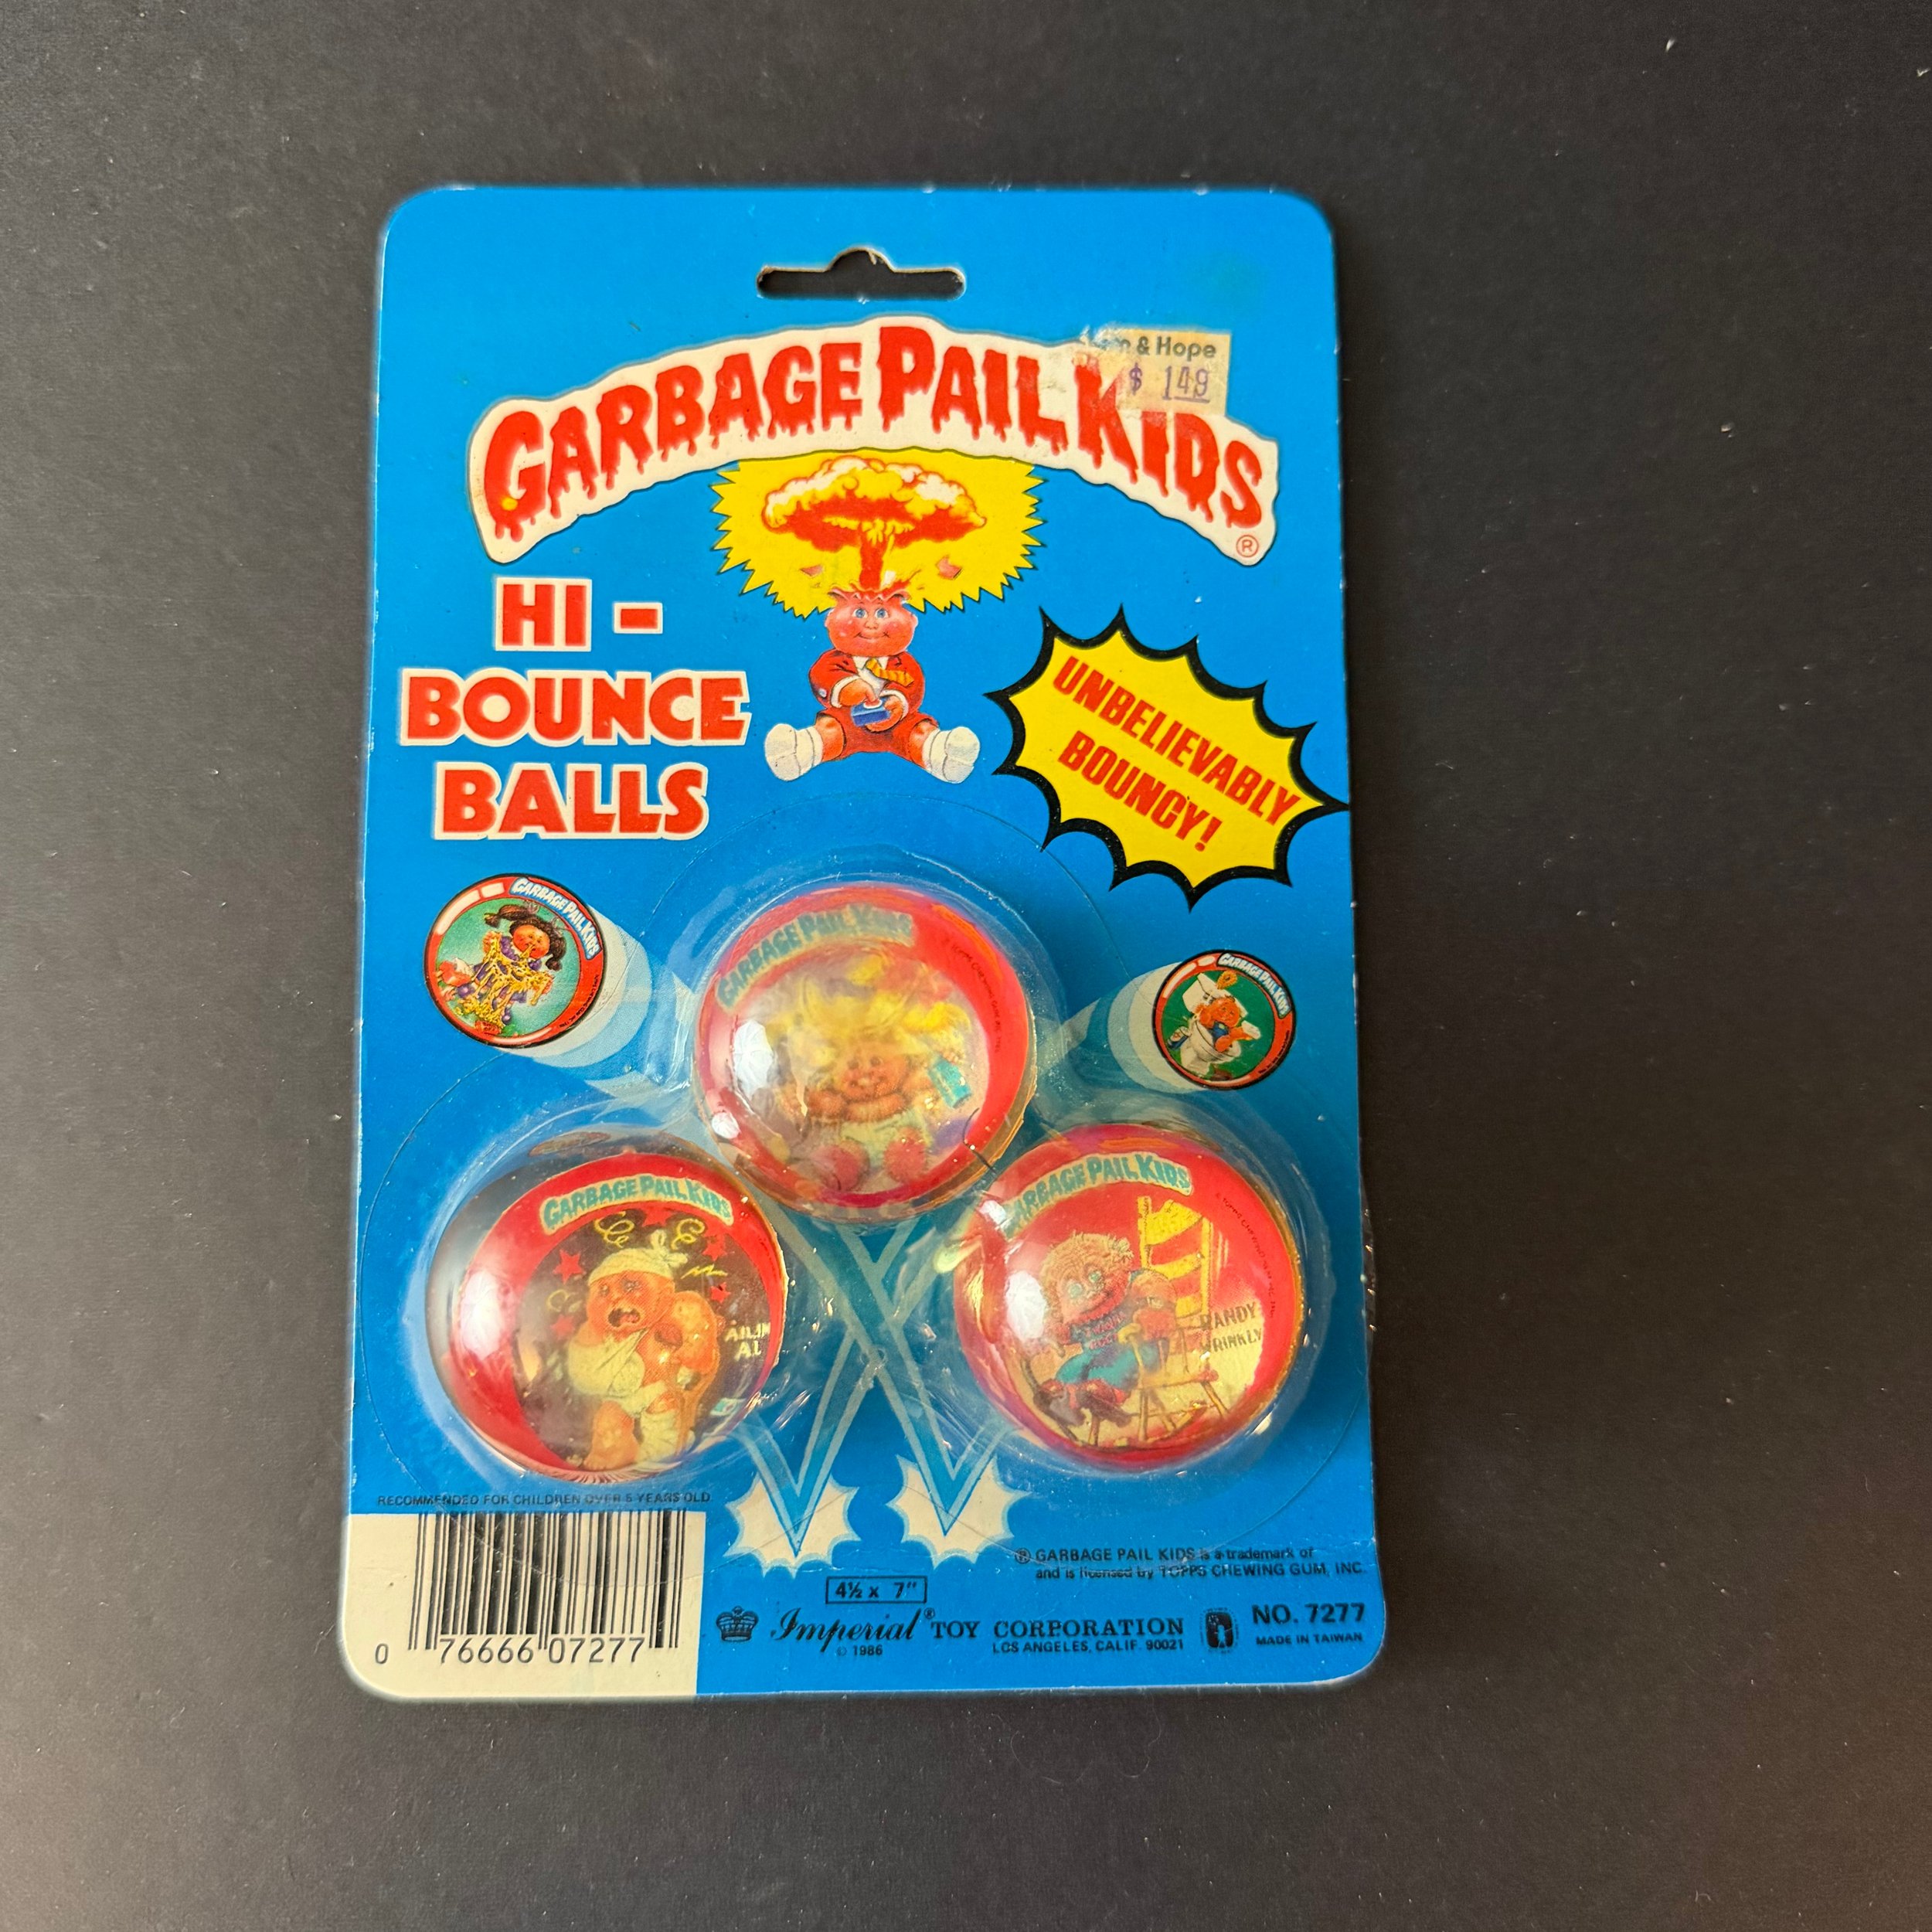 & Hope
$ 149
GARBAGE PAIL KIDS
®
HI -
BOUNCE
BALLS
UNBELIEVABLY
BOUNCY!
GARBAGE PAIL KIDS
GARBAGE PAIL KIDS
GARBAGE PAIL KIDS
GARBAGE PAIL KIDS
AL
GARBAGE PAIL KIDS
RECOMMENDED FOR CHILDREN OVER 5 YEARS OLD.
® GARBAGE PAIL KIDS is a trademark of
and is licensed by TOPPS CHEWING GUM, INC.
4½ x 7"
Imperial® TOY CORPORATION
© 1986
LOS ANGELES, CALIF. 90021
NO. 7277
MADE IN TAIWAN
0 76666 07277